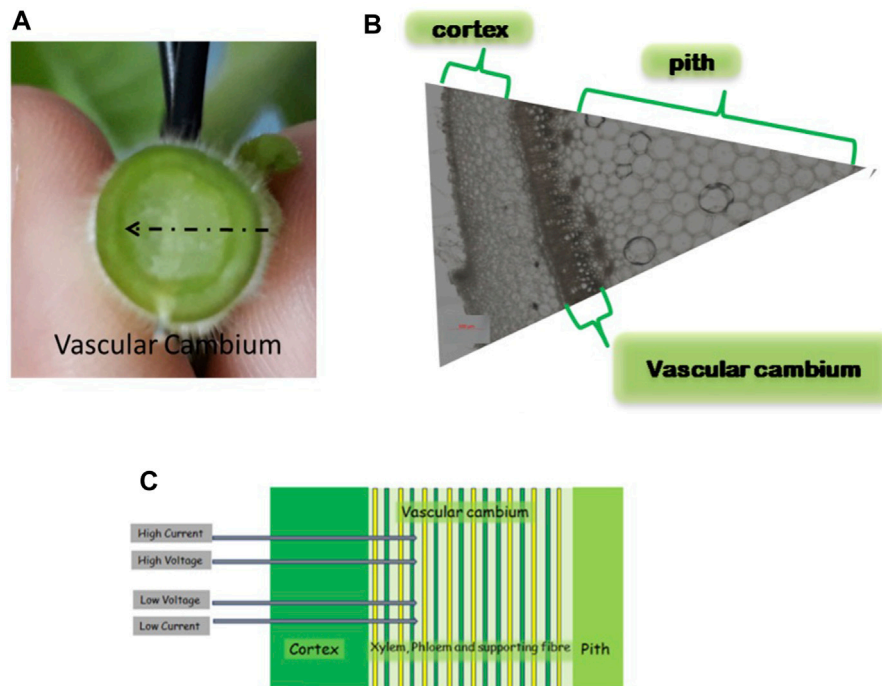 A
Vascular Cambium
B
cortex
pith
Vascular cambium
C
High Current
High Voltage
Low Voltage
Low Current
Vascular cambium
Cortex
Xylem, Phloem and supporting fibre
Pith